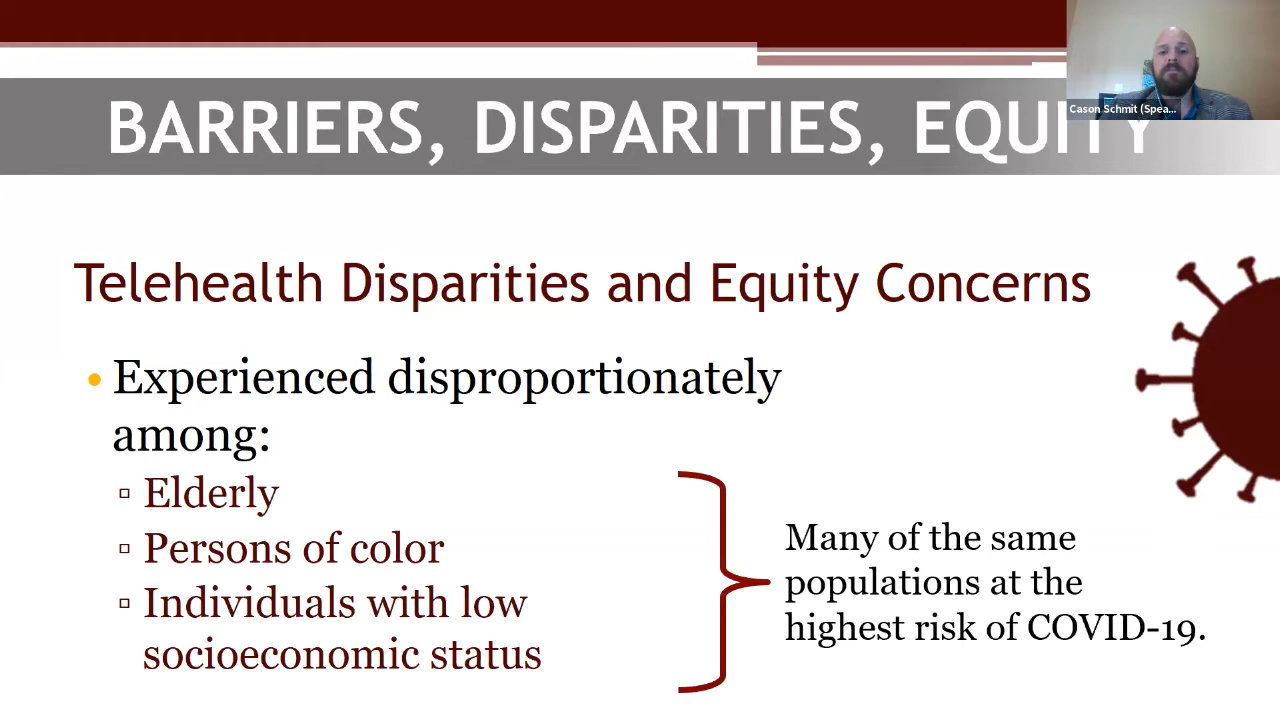 Cason Schmit (Spea...
BARRIERS, DISPARITIES, EQUITY
Telehealth Disparities and Equity Concerns
• Experienced disproportionately
among:
▫ Elderly
▫ Persons of color
▫ Individuals with low
socioeconomic status
Many of the same
populations at the
highest risk of COVID-19.